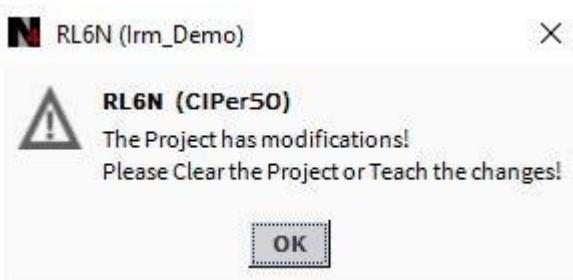 RL6N (Irm_Demo)
RL6N (CIPer50)
The Project has modifications!
Please Clear the Project or Teach the changes!
OK